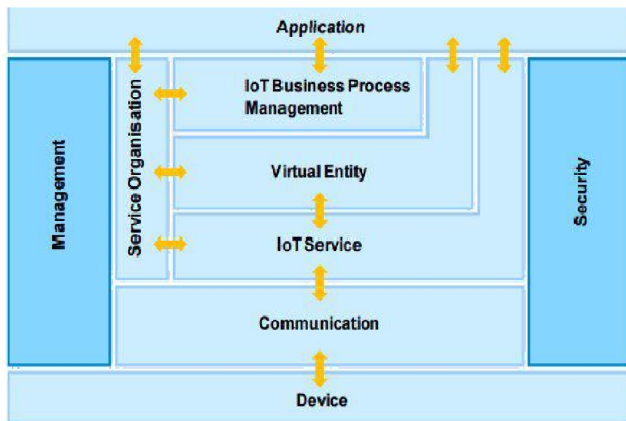 Application
Management
Service Organisation
IoT Business Process
Management
Virtual Entity
IoT Service
Communication
Security
Device